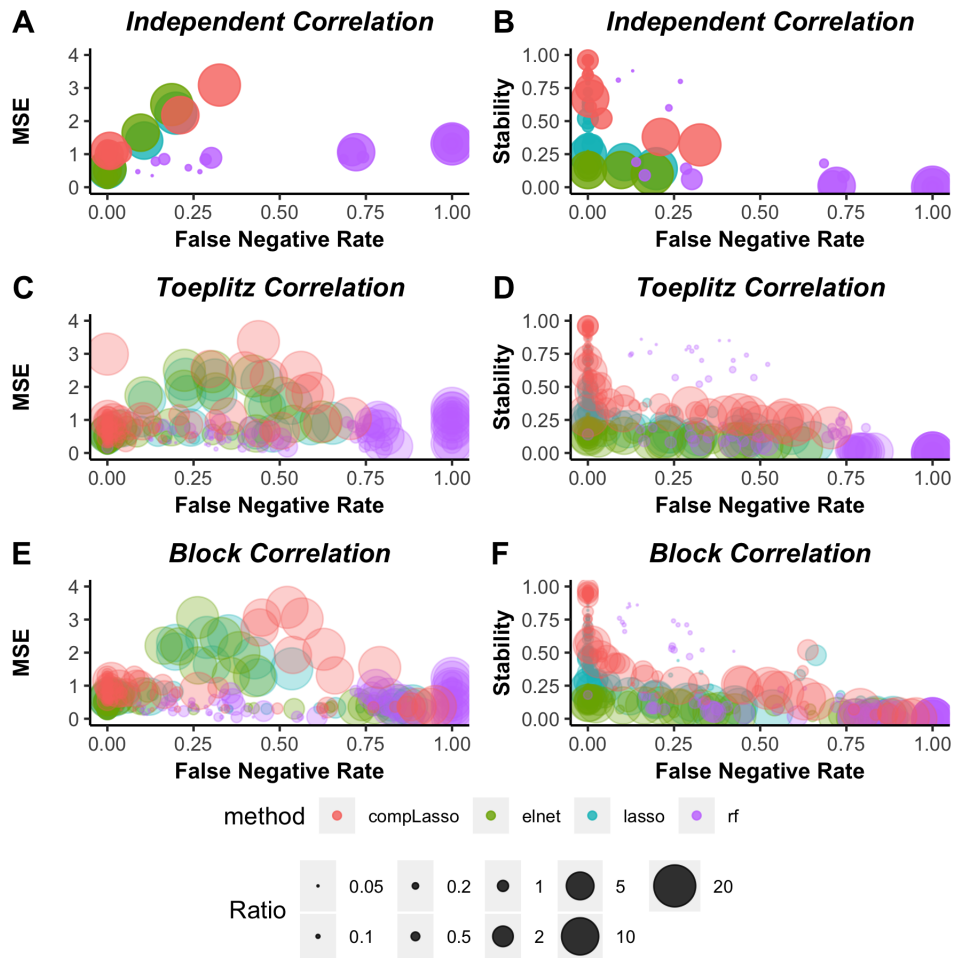 A Independent Correlation
MSE
4
3
2
1
0
0.00 0.25 0.50 0.75 1.00
False Negative Rate
B Independent Correlation
Stability
1.00
0.75
0.50
0.25
0.00
0.00 0.25 0.50 0.75 1.00
False Negative Rate
C Toeplitz Correlation
MSE
4
3
2
1
0
0.00 0.25 0.50 0.75 1.00
False Negative Rate
D Toeplitz Correlation
Stability
1.00
0.75
0.50
0.25
0.00
0.00 0.25 0.50 0.75 1.00
False Negative Rate
E Block Correlation
MSE
4
3
2
1
0
0.00 0.25 0.50 0.75 1.00
False Negative Rate
F Block Correlation
Stability
1.00
0.75
0.50
0.25
0.00
0.00 0.25 0.50 0.75 1.00
False Negative Rate
method compLasso elnet lasso rf
Ratio
0.05 0.2 1 5 20
0.1 0.5 2 10